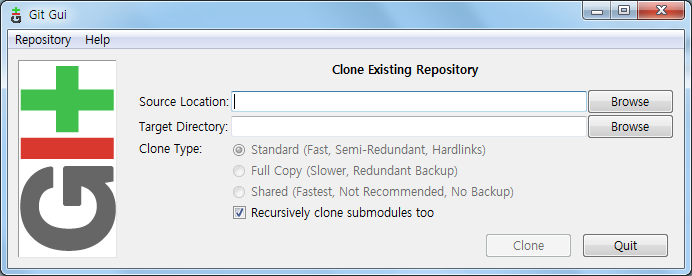 Git Gui
Repository Help
Clone Existing Repository
Source Location: Browse
Target Directory: Browse
Clone Type: Standard (Fast, Semi-Redundant, Hardlinks)
Full Copy (Slower, Redundant Backup)
Shared (Fastest, Not Recommended, No Backup)
Recursively clone submodules too
Clone Quit
GIT